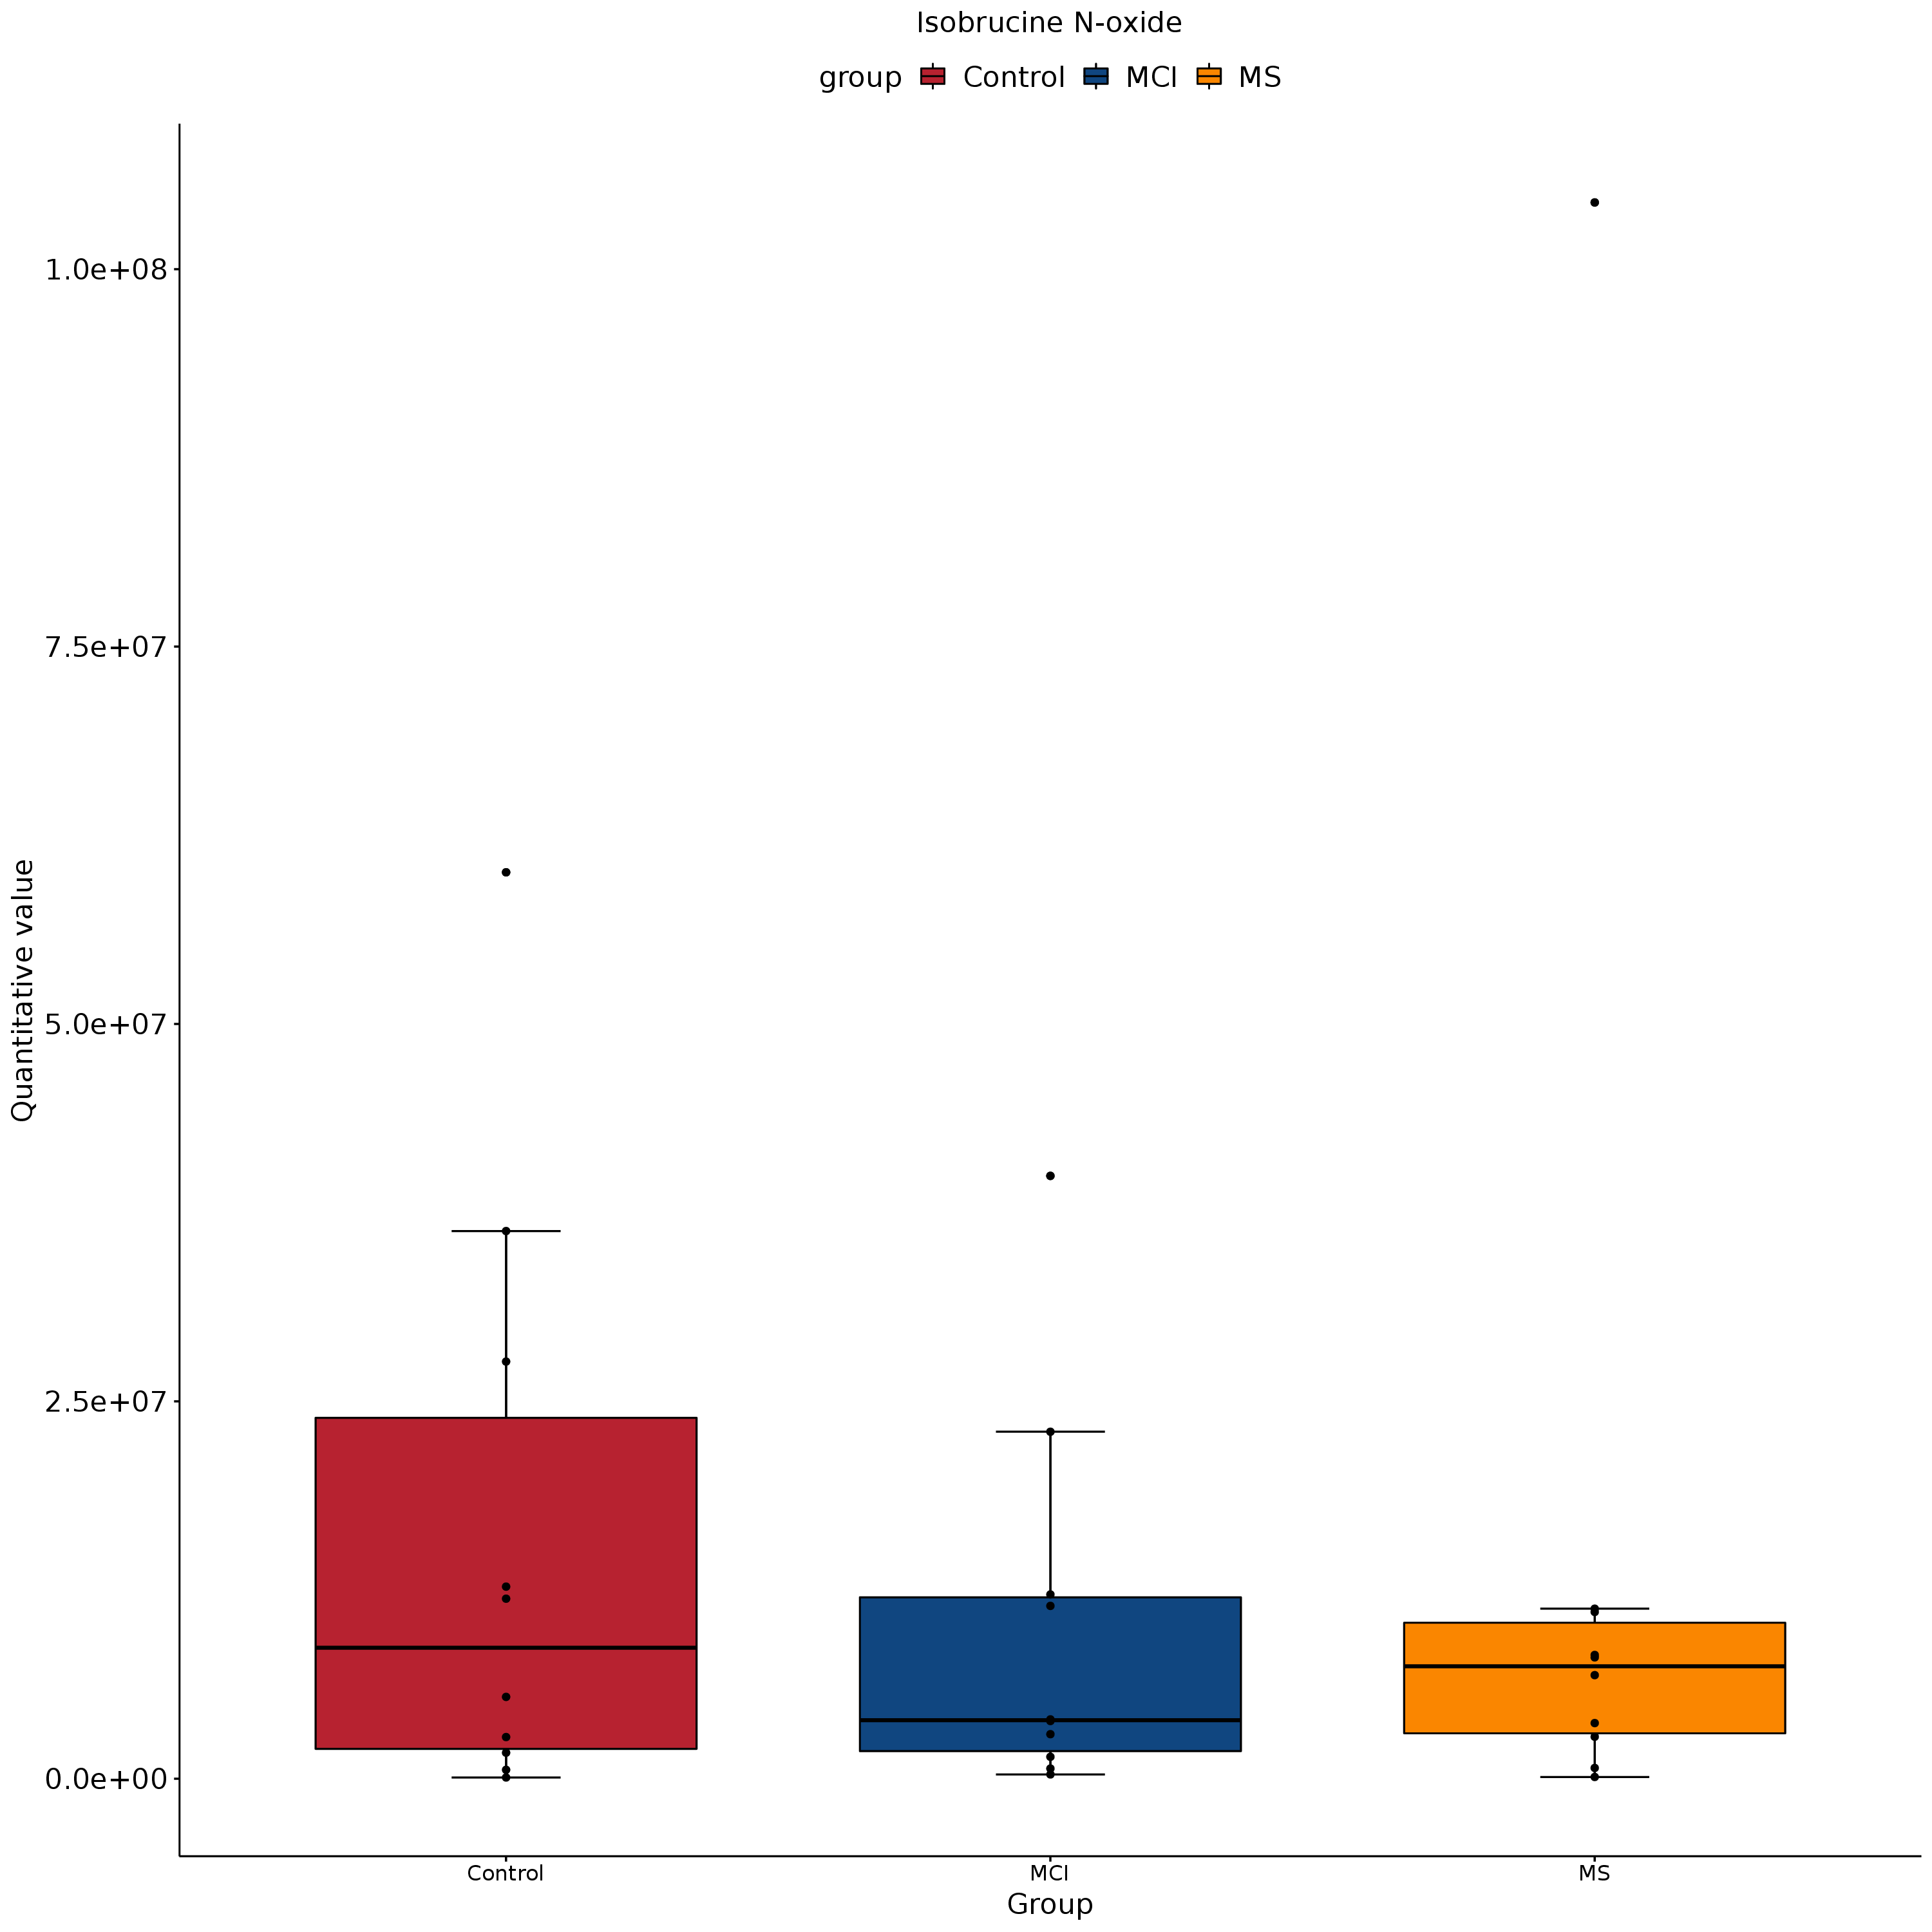 Isobrucine N-oxide
group Control MCI MS
1.0e+08
7.5e+07
5.0e+07
2.5e+07
0.0e+00
Quantitative value
Control MCI MS
Group